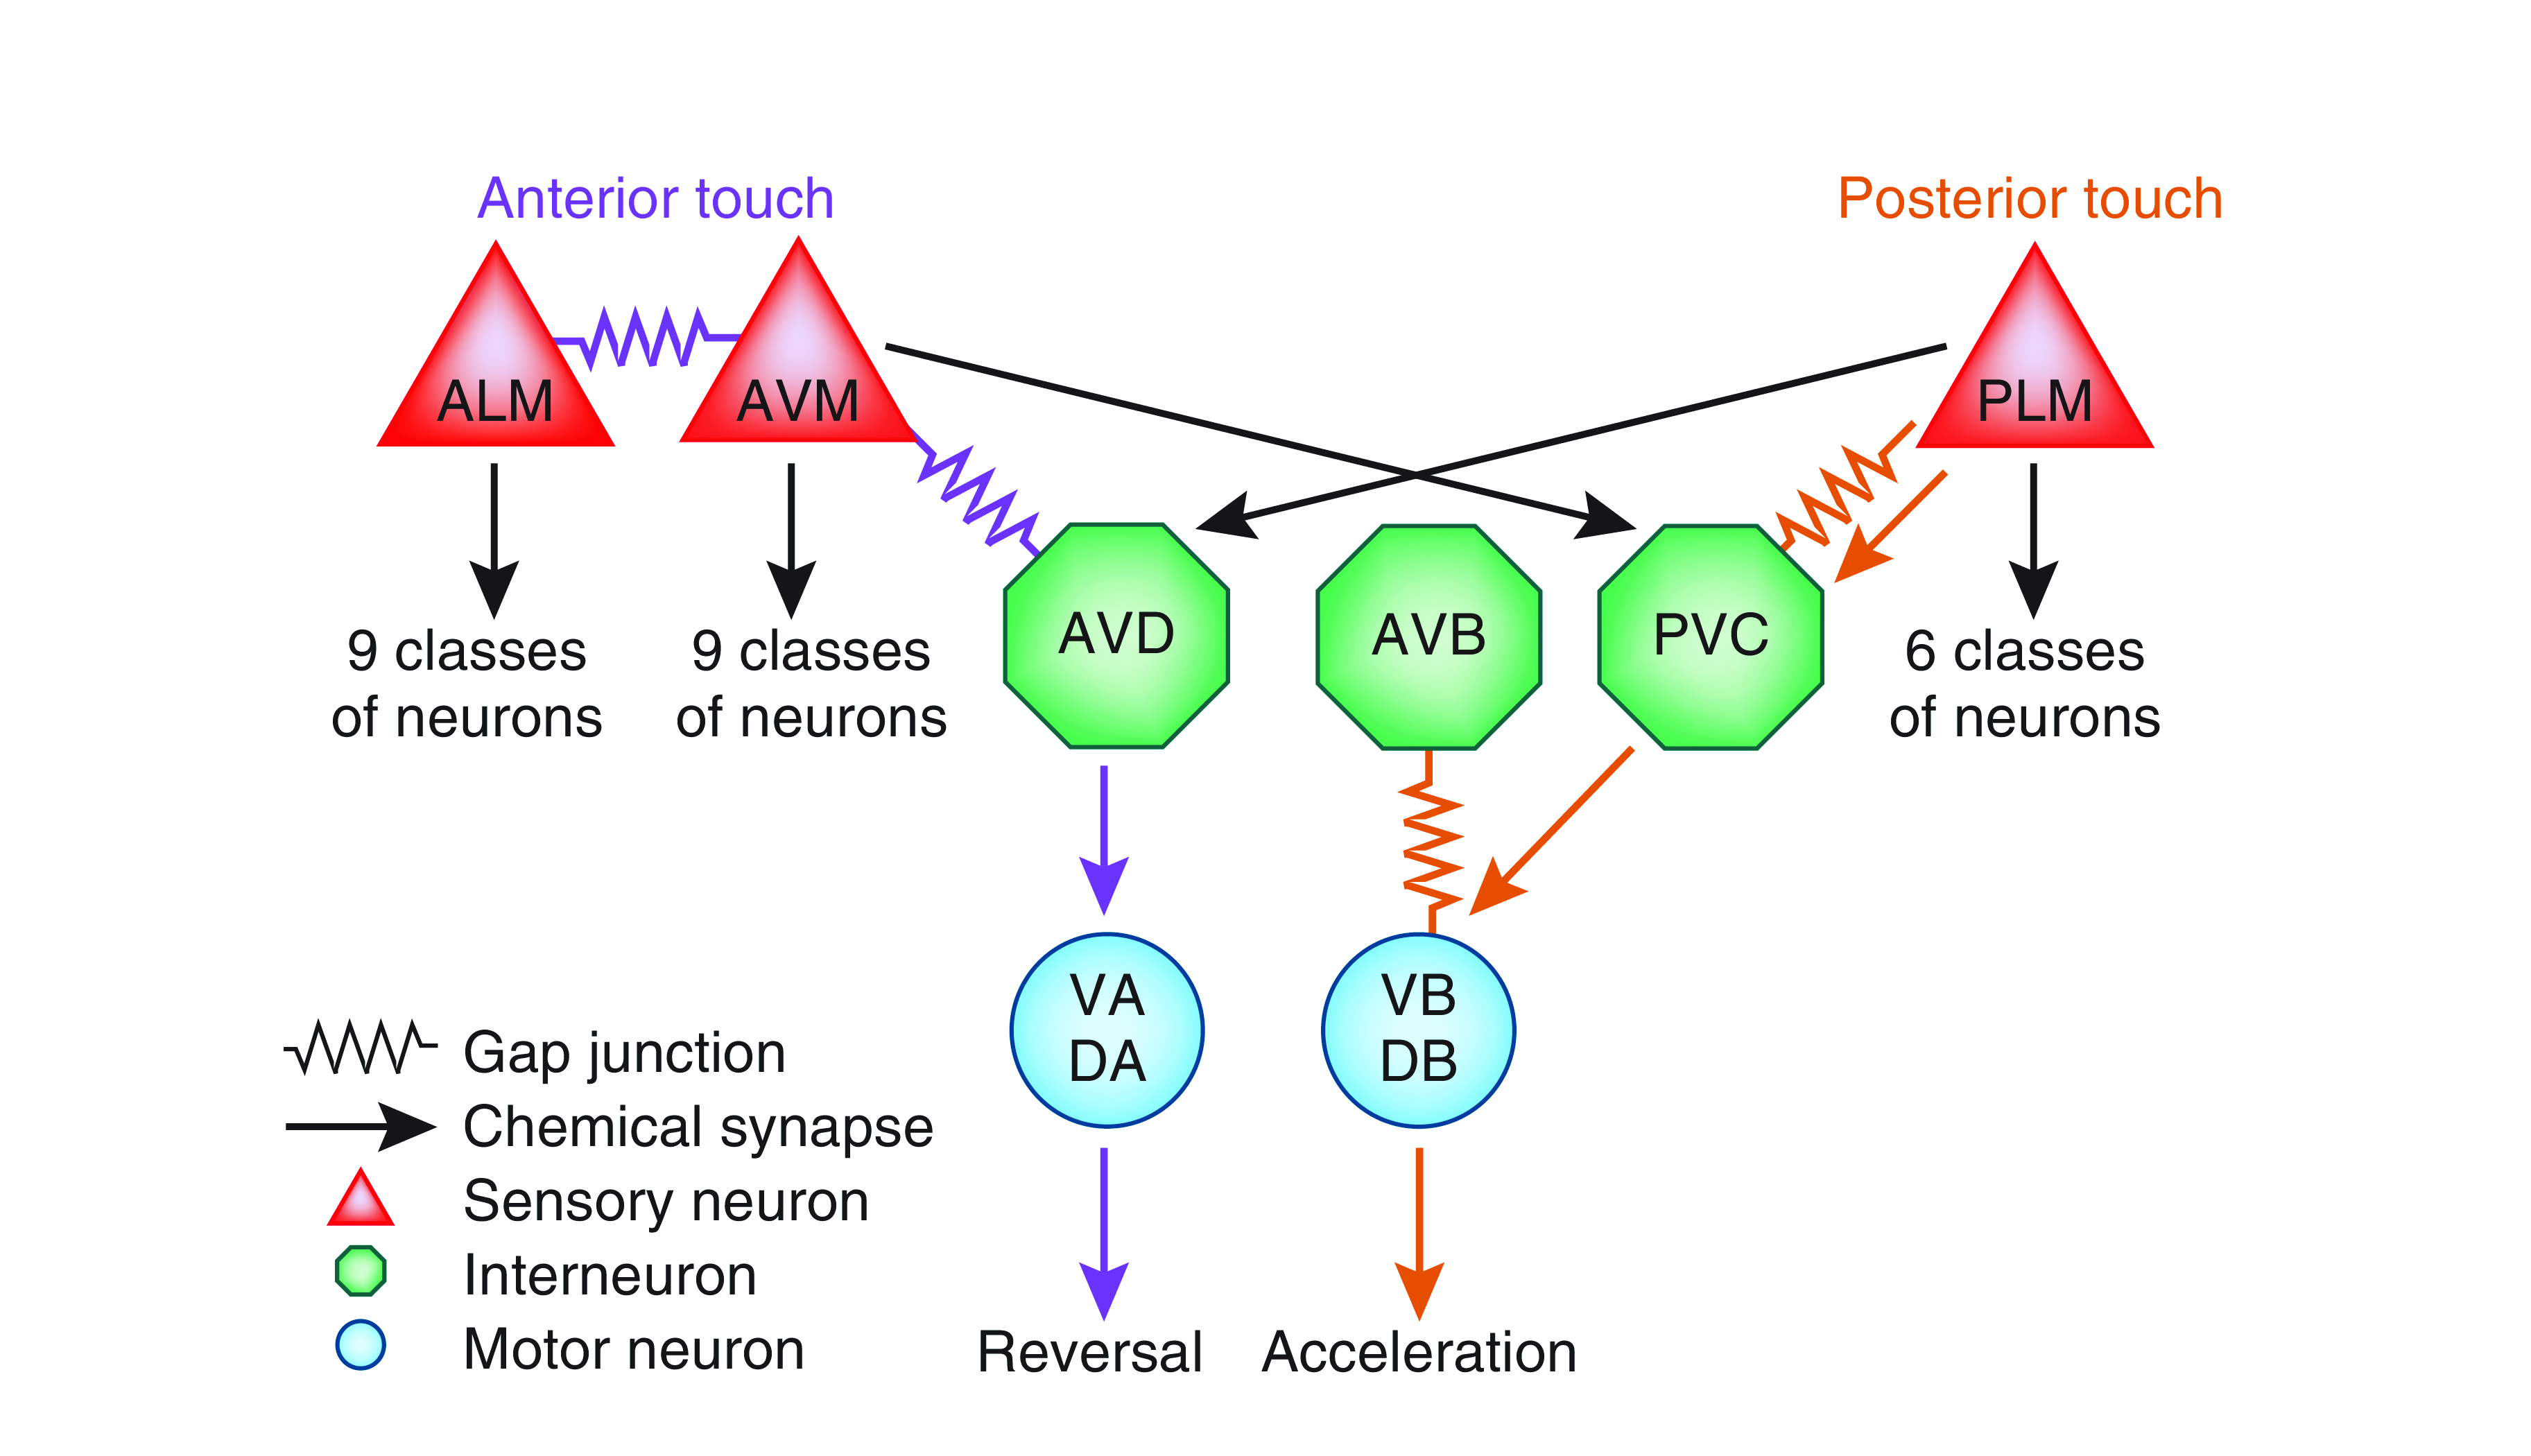 Anterior touch
Posterior touch
ALM
AVM
PLM
AVD
AVB
PVC
9 classes
of neurons
9 classes
of neurons
6 classes
of neurons
VA
DA
VB
DB
Gap junction
Chemical synapse
Sensory neuron
Interneuron
Motor neuron
Reversal
Acceleration